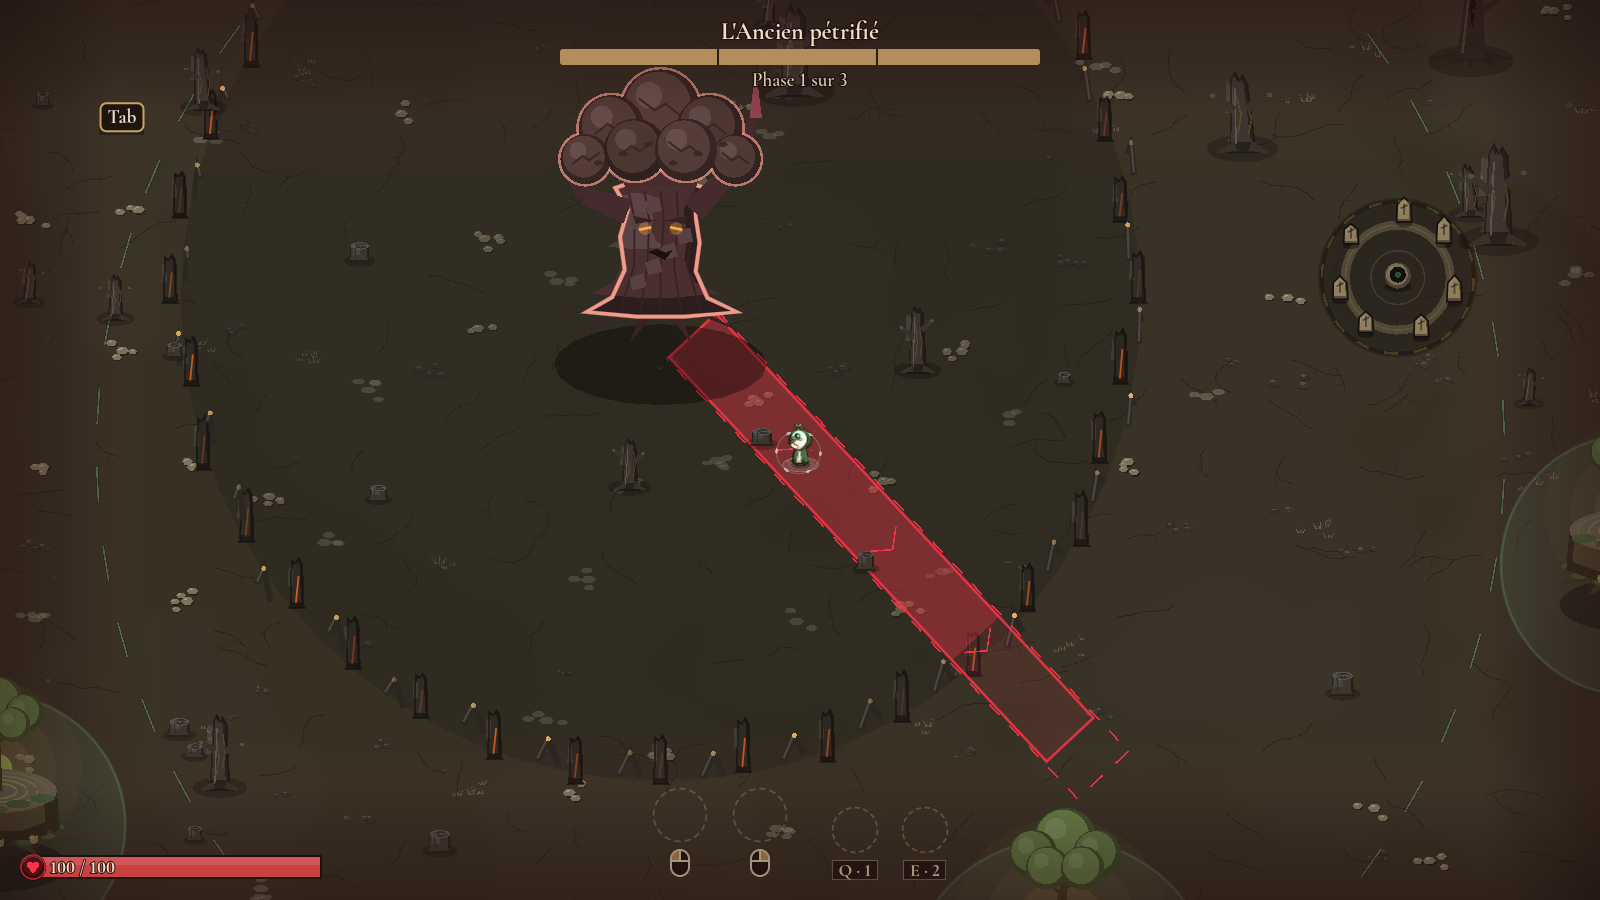 L'Ancien pétrifié
Phase 1 sur 3
Tab
100 / 100
Q · 1
E · 2